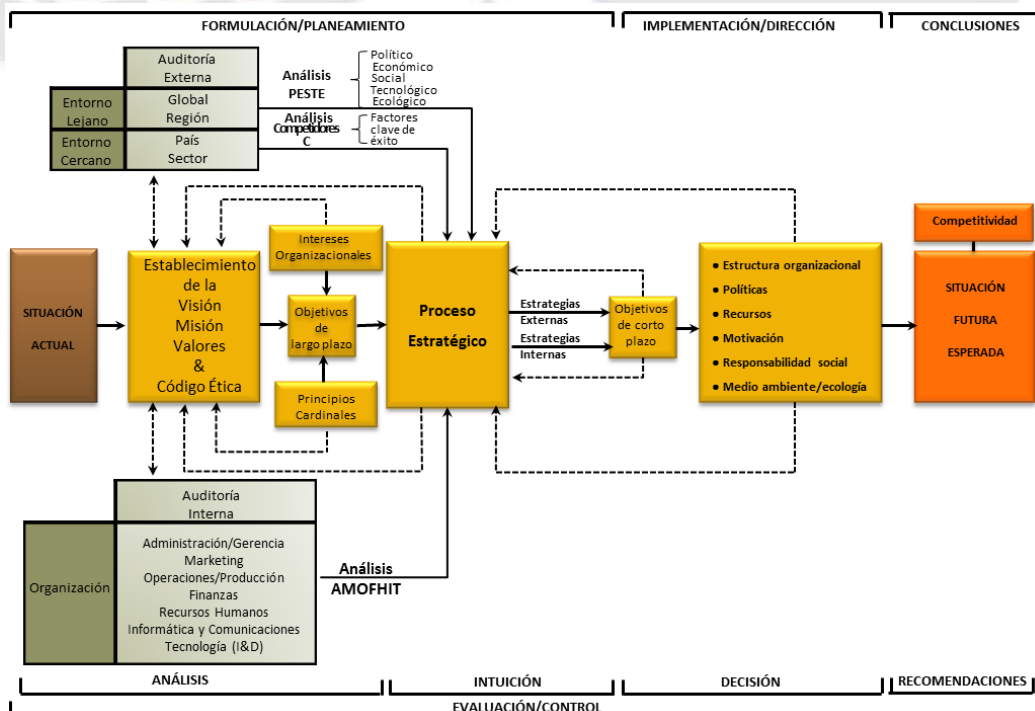 FORMULACIÓN/PLANEAMIENTO
IMPLEMENTACIÓN/DIRECCIÓN
CONCLUSIONES
Auditoría
Externa
Entorno
Lejano
Global
Región
Entorno
Cercano
País
Sector
Análisis
PESTE
Político
Económico
Social
Tecnológico
Ecológico
Análisis
Competidores
C
Factores
clave de
éxito
SITUACIÓN
ACTUAL
Establecimiento
de la
Visión
Misión
Valores
&
Código Ética
Intereses
Organizacionales
Objetivos
de
largo plazo
Principios
Cardinales
Proceso
Estratégico
Estrategias
Externas
Estrategias
Internas
Objetivos
de corto
plazo
• Estructura organizacional
• Políticas
• Recursos
• Motivación
• Responsabilidad social
• Medio ambiente/ecología
Competitividad
SITUACIÓN
FUTURA
ESPERADA
Auditoría
Interna
Organización
Administración/Gerencia
Marketing
Operaciones/Producción
Finanzas
Recursos Humanos
Informática y Comunicaciones
Tecnología (I&D)
Análisis
AMOFHIT
ANÁLISIS
INTUICIÓN
DECISIÓN
RECOMENDACIONES
EVALUACIÓN/CONTROL